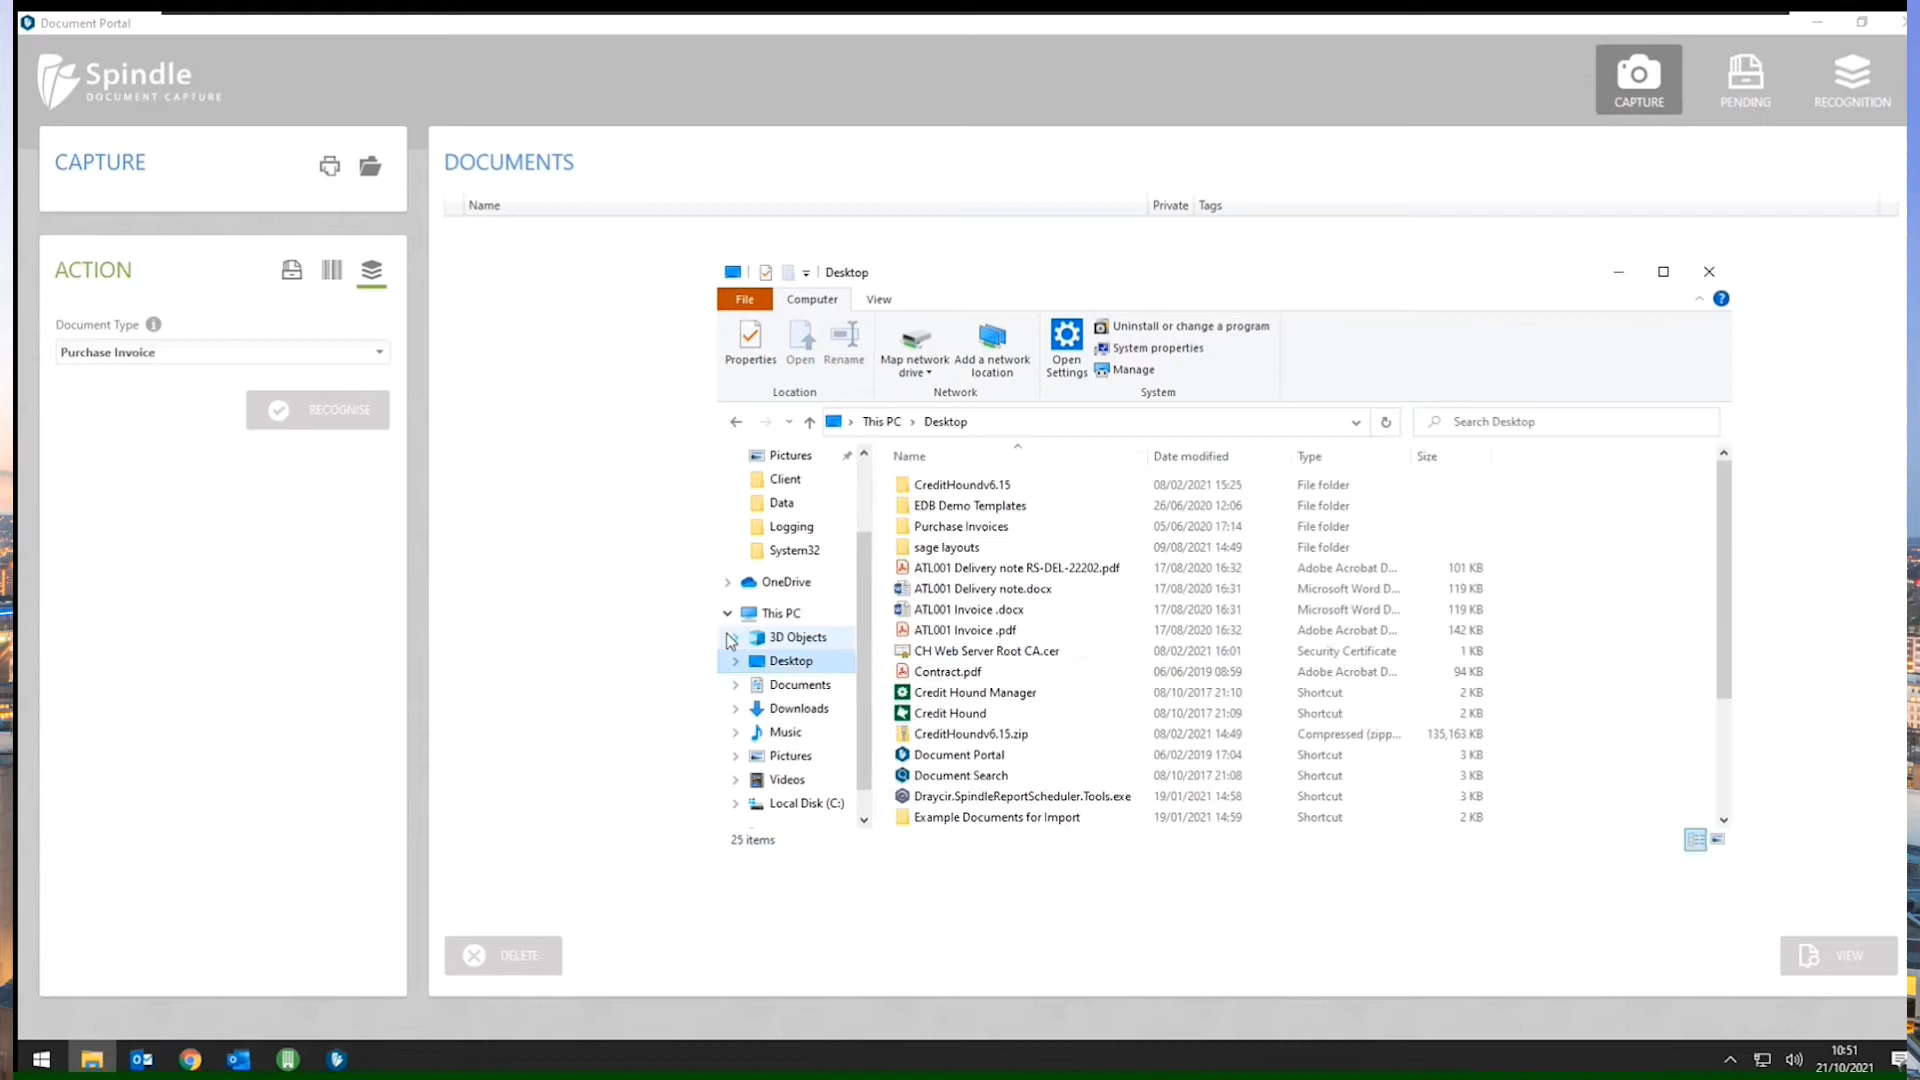 Document Portal
Spindle
DOCUMENT CAPTURE
CAPTURE
PENDING
RECOGNITION
CAPTURE
ACTION
Document Type
Purchase Invoice
RECOGNISE
DOCUMENTS
Name Private Tags
Desktop
File Computer View
Properties Open Rename
Location
Map network drive
Add a network location
Network
Open Settings
Uninstall or change a program
System properties
Manage
System
This PC > Desktop
Search Desktop
Pictures
Client
Data
Logging
System32
OneDrive
This PC
3D Objects
Desktop
Documents
Downloads
Music
Pictures
Videos
Local Disk (C:)
Name Date modified Type Size
CreditHoundv6.15 08/02/2021 15:25 File folder
EDB Demo Templates 26/06/2020 12:06 File folder
Purchase Invoices 05/06/2020 17:14 File folder
sage layouts 09/08/2021 14:49 File folder
ATL001 Delivery note RS-DEL-22202.pdf 17/08/2020 16:32 Adobe Acrobat D... 101 KB
ATL001 Delivery note.docx 17/08/2020 16:31 Microsoft Word D... 119 KB
ATL001 Invoice .docx 17/08/2020 16:31 Microsoft Word D... 119 KB
ATL001 Invoice .pdf 17/08/2020 16:32 Adobe Acrobat D... 142 KB
CH Web Server Root CA.cer 08/02/2021 16:01 Security Certificate 1 KB
Contract.pdf 06/06/2019 08:59 Adobe Acrobat D... 94 KB
Credit Hound Manager 08/10/2017 21:10 Shortcut 2 KB
Credit Hound 08/10/2017 21:09 Shortcut 2 KB
CreditHoundv6.15.zip 08/02/2021 14:49 Compressed (zipp... 135,163 KB
Document Portal 06/02/2019 17:04 Shortcut 3 KB
Document Search 08/10/2017 21:08 Shortcut 3 KB
Draycir.SpindleReportScheduler.Tools.exe 19/01/2021 14:58 Shortcut 3 KB
Example Documents for Import 19/01/2021 14:59 Shortcut 2 KB
25 items
DELETE
VIEW
10:51
21/10/2021